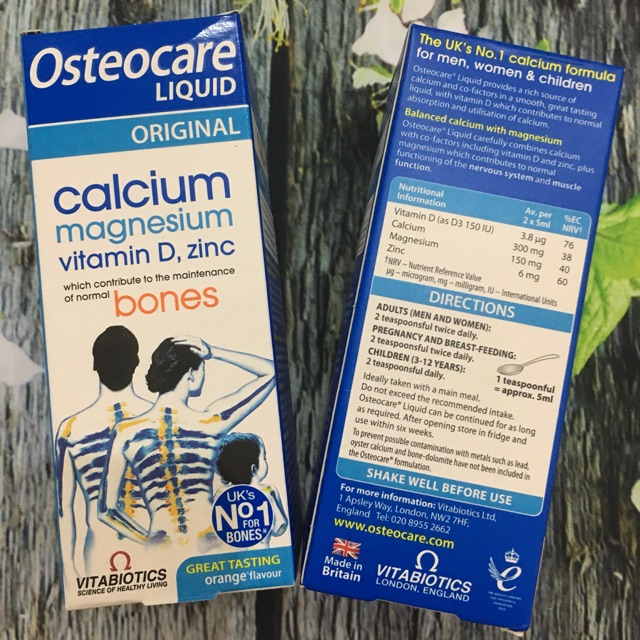 Osteocare
LIQUID
ORIGINAL
calcium
magnesium
vitamin D, zinc
which contribute to the maintenance
of normal bones
UK's
No 1
FOR
BONES
GREAT TASTING
orange flavour
VITABIOTICS
SCIENCE OF HEALTHY LIVING
The UK's No.1 calcium formula
for men, women & children
Osteocare® Liquid provides a rich source of
calcium and co-factors in a smooth, great tasting
liquid, with vitamin D which contributes to normal
absorption and utilisation of calcium.
Balanced calcium with magnesium
Osteocare® Liquid carefully combines calcium
with co-factors including vitamin D and zinc, plus
magnesium which contributes to normal
functioning of the nervous system and muscle
function.
Nutritional Av. per %EC
Information 2 x 5ml NRV†
Vitamin D (as D3 150 IU) 3.8 µg 76
Calcium 300 mg 38
Magnesium 150 mg 40
Zinc 6 mg 60
†NRV – Nutrient Reference Value
µg – microgram, mg – milligram, IU – International Units
DIRECTIONS
ADULTS (MEN AND WOMEN):
2 teaspoonsful twice daily.
PREGNANCY AND BREAST-FEEDING:
2 teaspoonsful twice daily.
CHILDREN (3-12 YEARS):
2 teaspoonsful daily.
1 teaspoonful
= approx. 5ml
Ideally taken with a main meal.
Do not exceed the recommended intake.
Osteocare® Liquid can be continued for as long
as required. After opening store in fridge and
use within six weeks.
To prevent possible contamination with metals such as lead,
oyster calcium and bone-dolomite have not been included in
the Osteocare® formulation.
SHAKE WELL BEFORE USE
For more information: Vitabiotics Ltd,
1 Apsley Way, London, NW2 7HF,
England Tel: 020 8955 2662
www.osteocare.com
Made in
Britain
VITABIOTICS
LONDON, ENGLAND